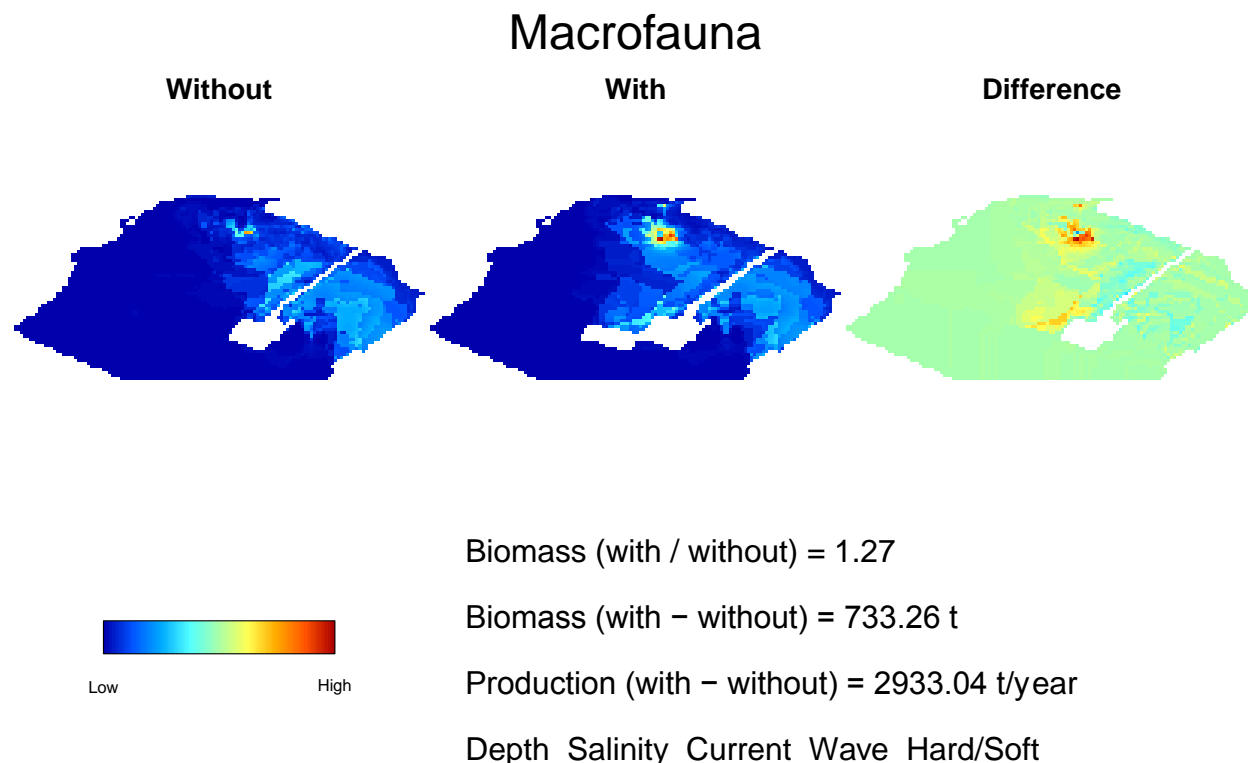 Macrofauna
Without With Difference
Biomass (with / without) = 1.27
Biomass (with − without) = 733.26 t
Low High
Production (with − without) = 2933.04 t/year
Depth Salinity Current Wave Hard/Soft